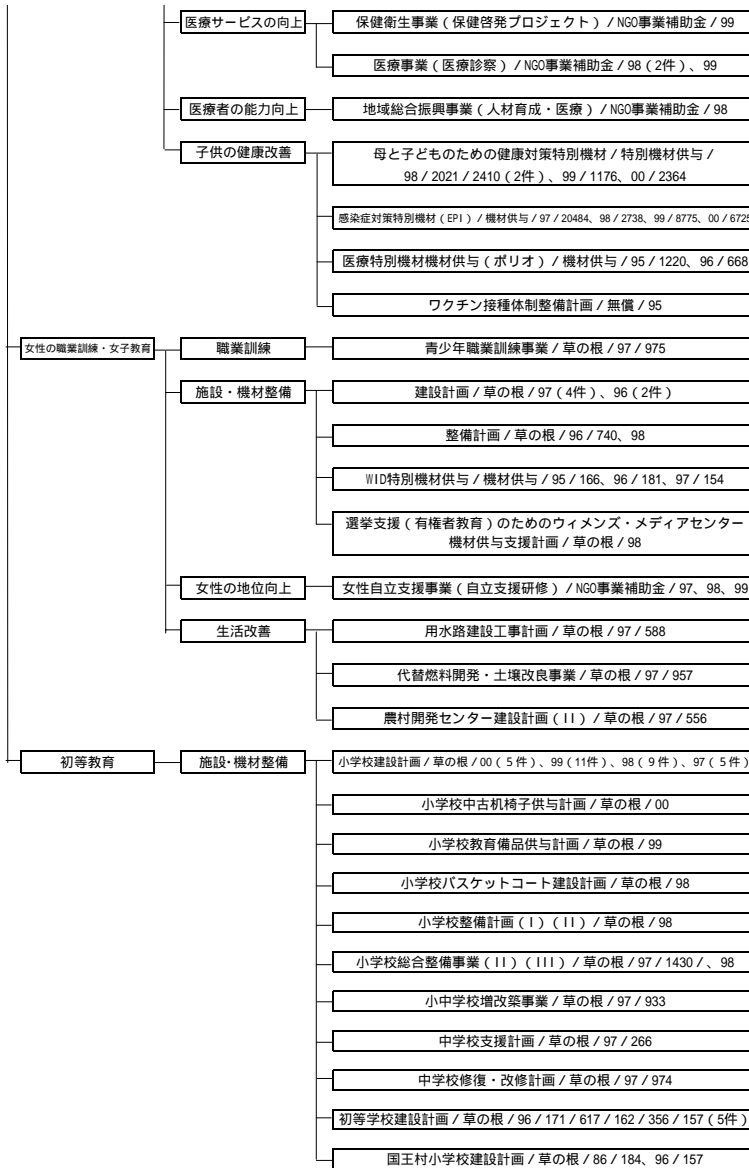 医療サービスの向上
保健衛生事業（保健啓発プロジェクト）/ NGO事業補助金 / 99
医療事業（医療診察）/ NGO事業補助金 / 98（2件）、99
医療者の能力向上
地域総合振興事業（人材育成・医療）/ NGO事業補助金 / 98
子供の健康改善
母と子どものための健康対策特別機材 / 特別機材供与 /
98 / 2021 / 2410（2件）、99 / 1176、00 / 2364
感染症対策特別機材（EPI）/ 機材供与 / 97 / 20484、98 / 2738、99 / 8775、00 / 6725
医療特別機材機材供与（ポリオ）/ 機材供与 / 95 / 1220、96 / 668
ワクチン接種体制整備計画 / 無償 / 95
女性の職業訓練・女子教育
職業訓練
青少年職業訓練事業 / 草の根 / 97 / 975
施設・機材整備
建設計画 / 草の根 / 97（4件）、96（2件）
整備計画 / 草の根 / 96 / 740、98
WID特別機材供与 / 機材供与 / 95 / 166、96 / 181、97 / 154
選挙支援（有権者教育）のためのウィメンズ・メディアセンター
機材供与支援計画 / 草の根 / 98
女性の地位向上
女性自立支援事業（自立支援研修）/ NGO事業補助金 / 97、98、99
生活改善
用水路建設工事計画 / 草の根 / 97 / 588
代替燃料開発・土壌改良事業 / 草の根 / 97 / 957
農村開発センター建設計画（II）/ 草の根 / 97 / 556
初等教育
施設・機材整備
小学校建設計画 / 草の根 / 00（５件）、99（11件）、98（９件）、97（５件）
小学校中古机椅子供与計画 / 草の根 / 00
小学校教育備品供与計画 / 草の根 / 99
小学校バスケットコート建設計画 / 草の根 / 98
小学校整備計画（I）（II）/ 草の根 / 98
小学校総合整備事業（II）（III）/ 草の根 / 97 / 1430 /、98
小中学校増改築事業 / 草の根 / 97 / 933
中学校支援計画 / 草の根 / 97 / 266
中学校修復・改修計画 / 草の根 / 97 / 974
初等学校建設計画 / 草の根 / 96 / 171 / 617 / 162 / 356 / 157（5件）
国王村小学校建設計画 / 草の根 / 86 / 184、96 / 157